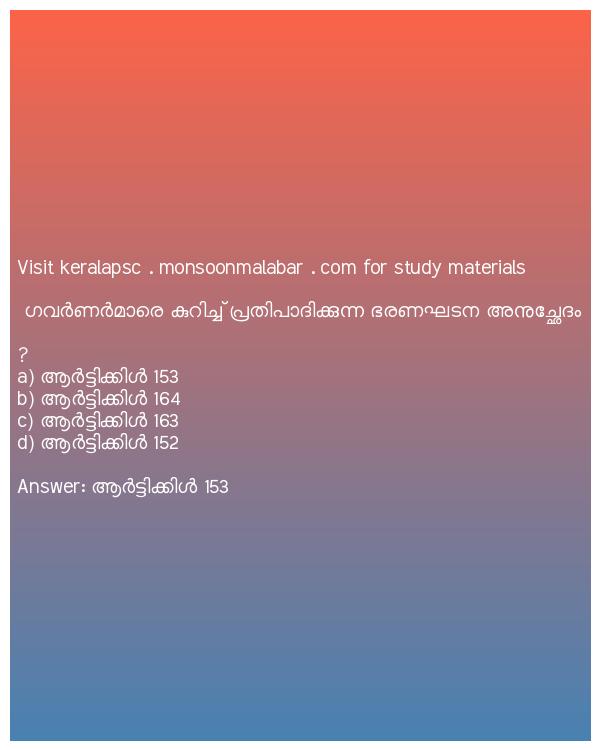 Visit keralapsc . monsoonmalabar . com for study materials
ഗവർണർമാരെ കുറിച്ച് പ്രതിപാദിക്കുന്ന ഭരണഘടന അനുച്ഛേദം
?
a) ആർട്ടിക്കിൾ 153
b) ആർട്ടിക്കിൾ 164
c) ആർട്ടിക്കിൾ 163
d) ആർട്ടിക്കിൾ 152
Answer: ആർട്ടിക്കിൾ 153